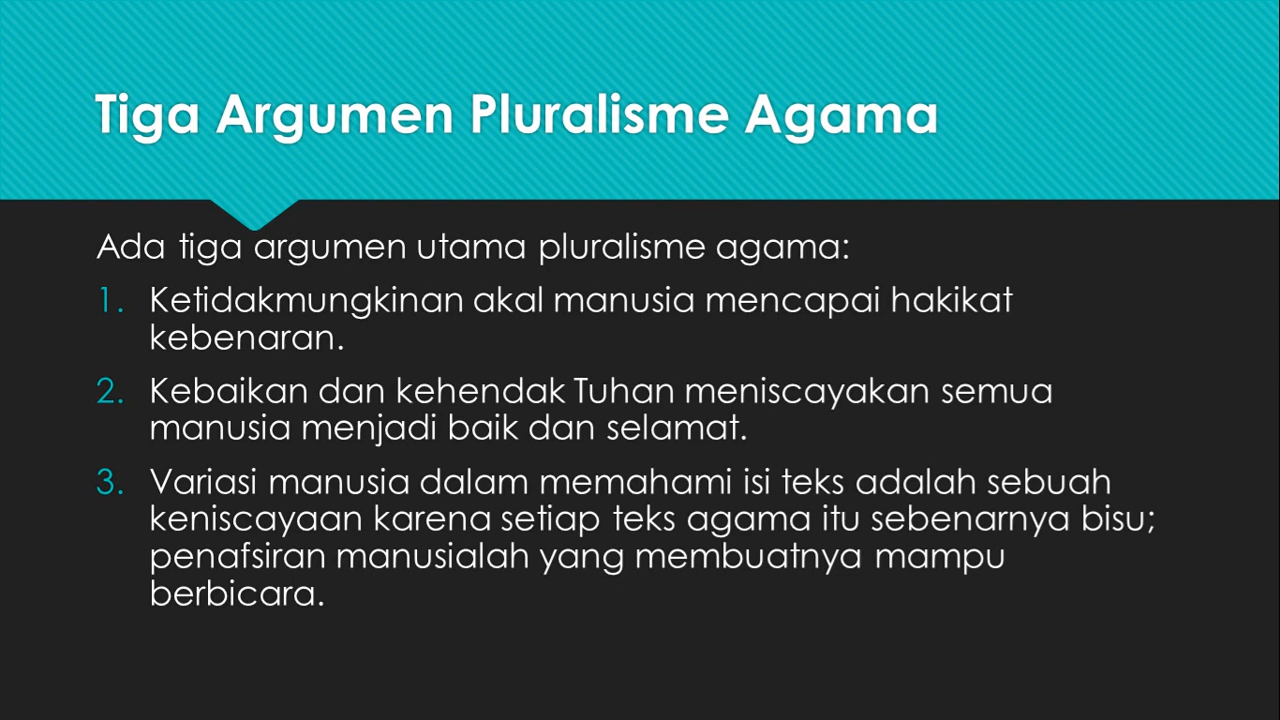 Tiga Argumen Pluralisme Agama
Ada tiga argumen utama pluralisme agama:
1. Ketidakmungkinan akal manusia mencapai hakikat
kebenaran.
2. Kebaikan dan kehendak Tuhan meniscayakan semua
manusia menjadi baik dan selamat.
3. Variasi manusia dalam memahami isi teks adalah sebuah
keniscayaan karena setiap teks agama itu sebenarnya bisu;
penafsiran manusialah yang membuatnya mampu
berbicara.